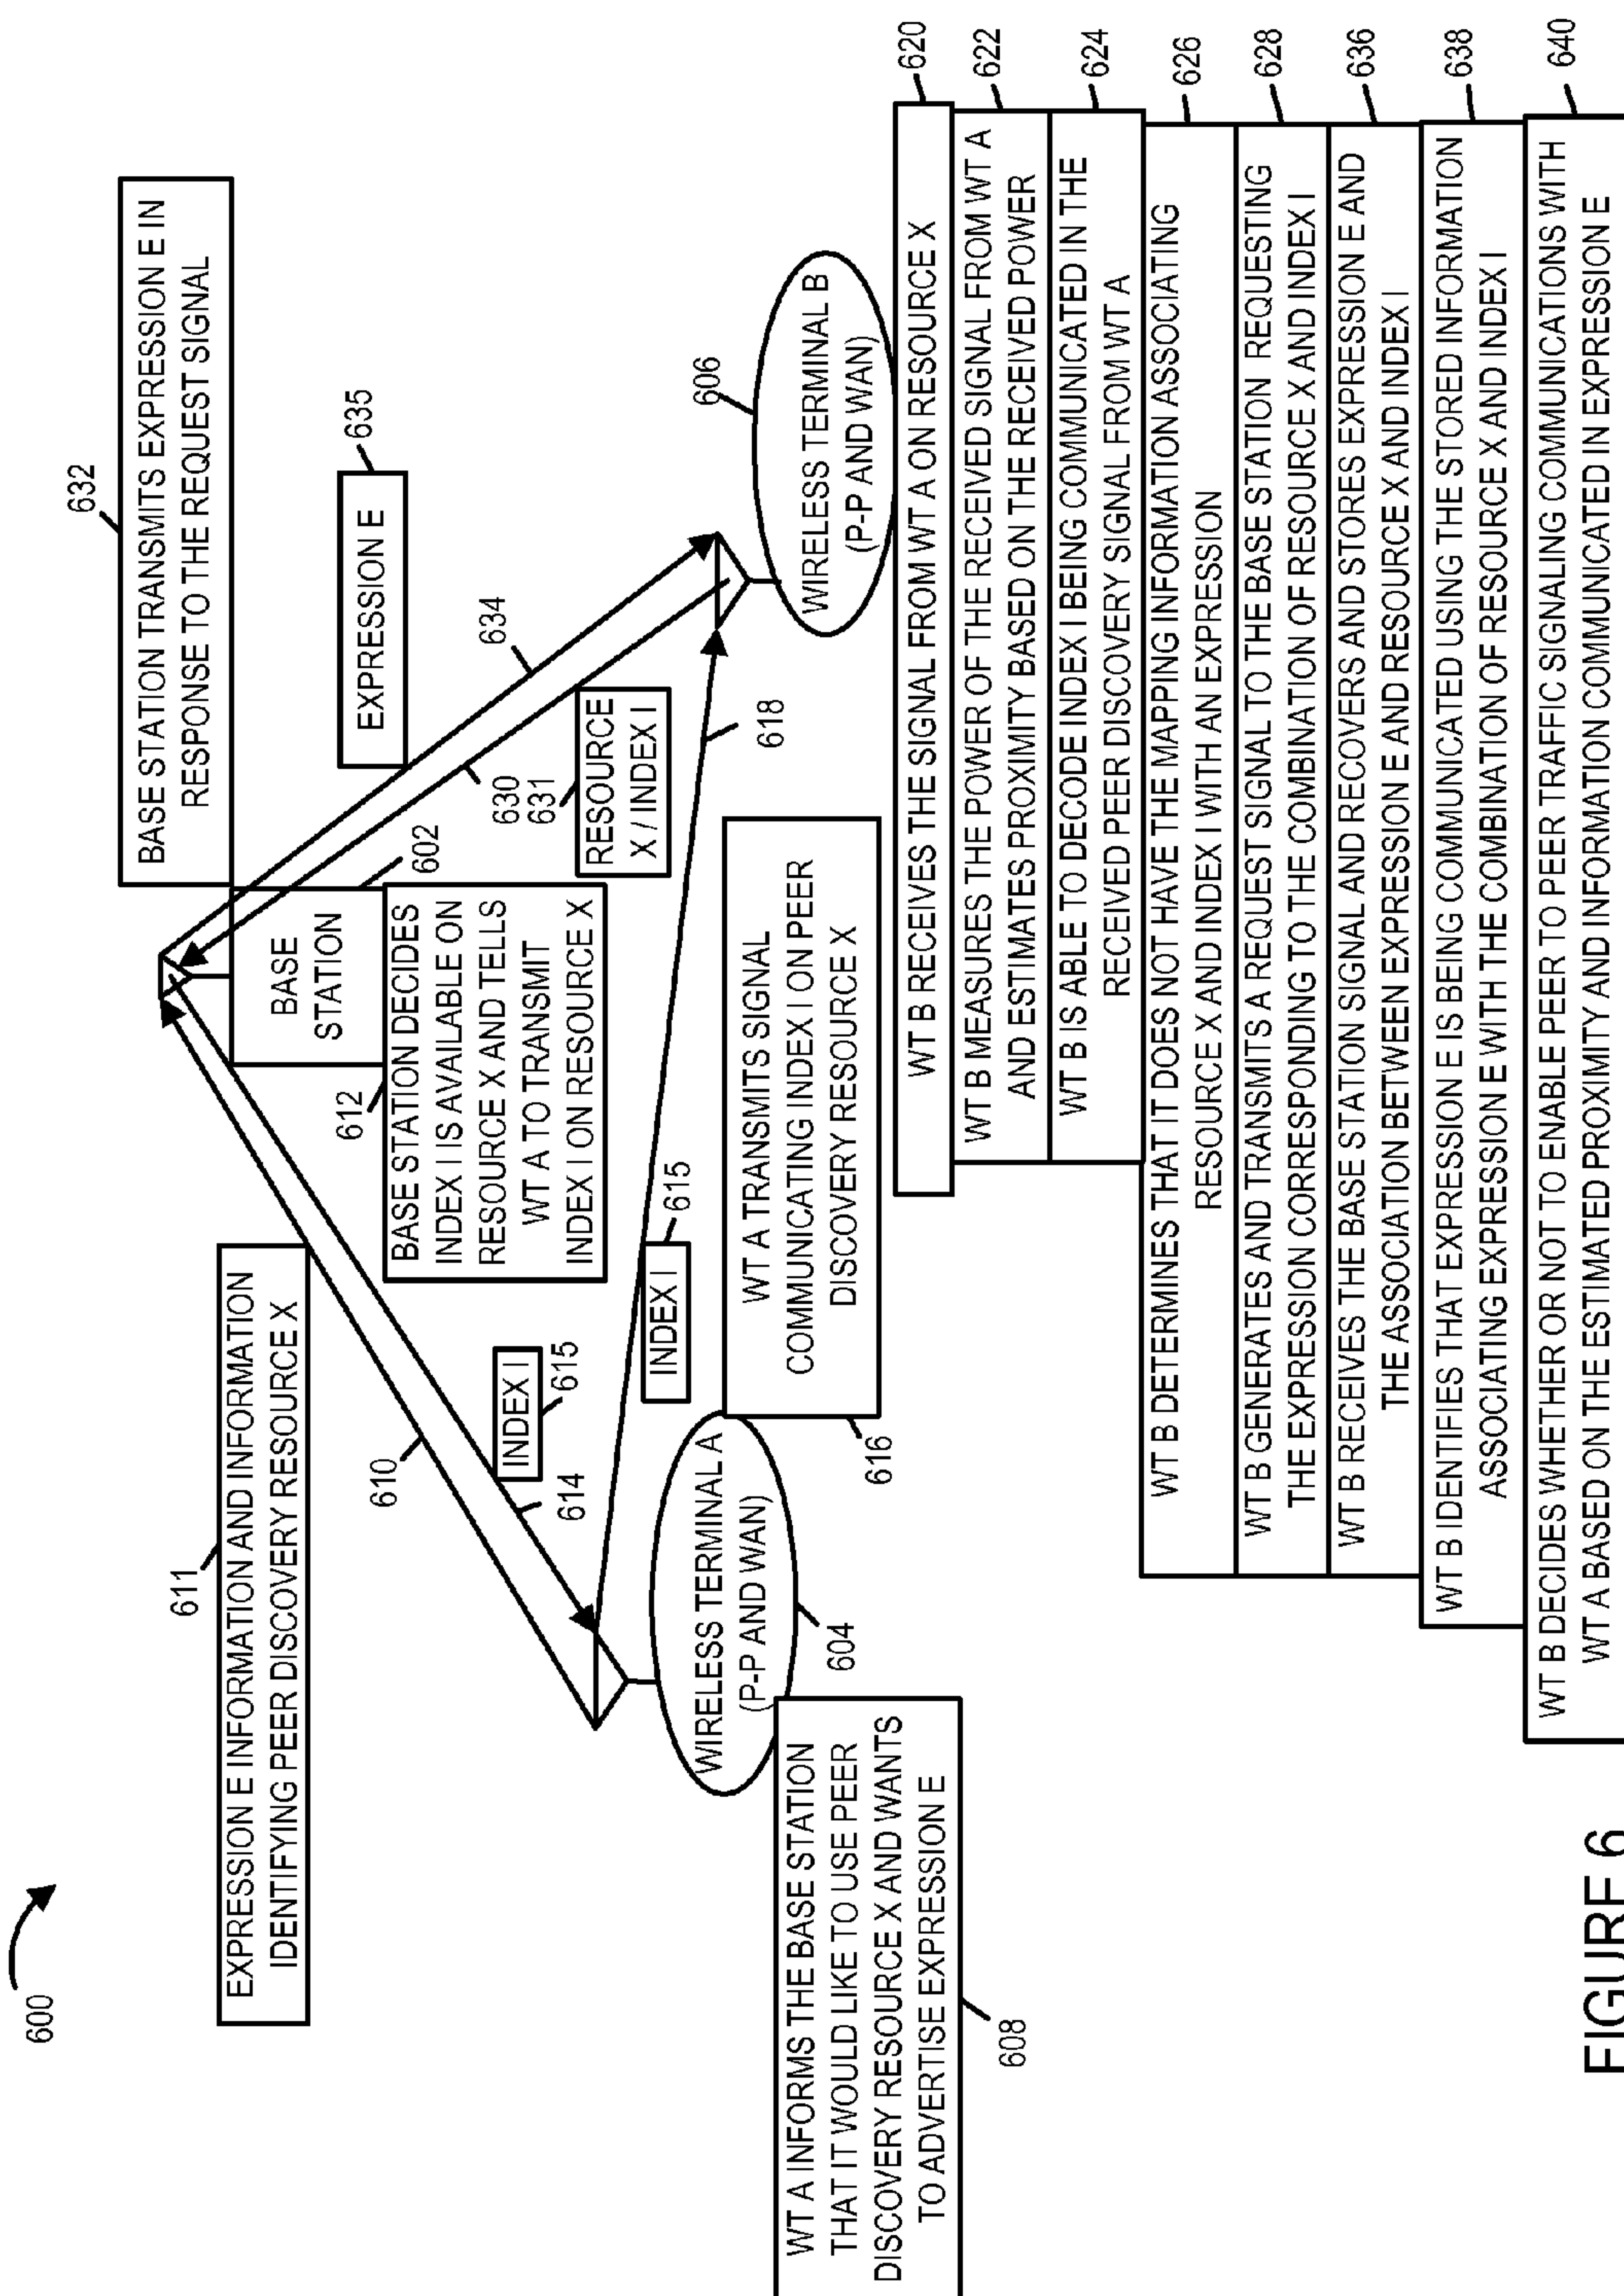 600
611
EXPRESSION E INFORMATION AND INFORMATION
IDENTIFYING PEER DISCOVERY RESOURCE X
632
BASE STATION TRANSMITS EXPRESSION E IN
RESPONSE TO THE REQUEST SIGNAL
610
BASE
STATION
602
EXPRESSION E
635
612
BASE STATION DECIDES
INDEX I IS AVAILABLE ON
RESOURCE X AND TELLS
WT A TO TRANSMIT
INDEX I ON RESOURCE X
634
630
631
RESOURCE
X / INDEX I
INDEX I
615
614
INDEX I
615
618
606
WIRELESS TERMINAL A
(P-P AND WAN)
604
WT A TRANSMITS SIGNAL
COMMUNICATING INDEX I ON PEER
DISCOVERY RESOURCE X
616
WIRELESS TERMINAL B
(P-P AND WAN)
WT A INFORMS THE BASE STATION
THAT IT WOULD LIKE TO USE PEER
DISCOVERY RESOURCE X AND WANTS
TO ADVERTISE EXPRESSION E
608
WT B RECEIVES THE SIGNAL FROM WT A ON RESOURCE X
620
WT B MEASURES THE POWER OF THE RECEIVED SIGNAL FROM WT A
AND ESTIMATES PROXIMITY BASED ON THE RECEIVED POWER
622
WT B IS ABLE TO DECODE INDEX I BEING COMMUNICATED IN THE
RECEIVED PEER DISCOVERY SIGNAL FROM WT A
624
WT B DETERMINES THAT IT DOES NOT HAVE THE MAPPING INFORMATION ASSOCIATING
RESOURCE X AND INDEX I WITH AN EXPRESSION
626
WT B GENERATES AND TRANSMITS A REQUEST SIGNAL TO THE BASE STATION REQUESTING
THE EXPRESSION CORRESPONDING TO THE COMBINATION OF RESOURCE X AND INDEX I
628
WT B RECEIVES THE BASE STATION SIGNAL AND RECOVERS AND STORES EXPRESSION E AND
THE ASSOCIATION BETWEEN EXPRESSION E AND RESOURCE X AND INDEX I
636
WT B IDENTIFIES THAT EXPRESSION E IS BEING COMMUNICATED USING THE STORED INFORMATION
ASSOCIATING EXPRESSION E WITH THE COMBINATION OF RESOURCE X AND INDEX I
638
WT B DECIDES WHETHER OR NOT TO ENABLE PEER TO PEER TRAFFIC SIGNALING COMMUNICATIONS WITH
WT A BASED ON THE ESTIMATED PROXIMITY AND INFORMATION COMMUNICATED IN EXPRESSION E
640
FIGURE 6